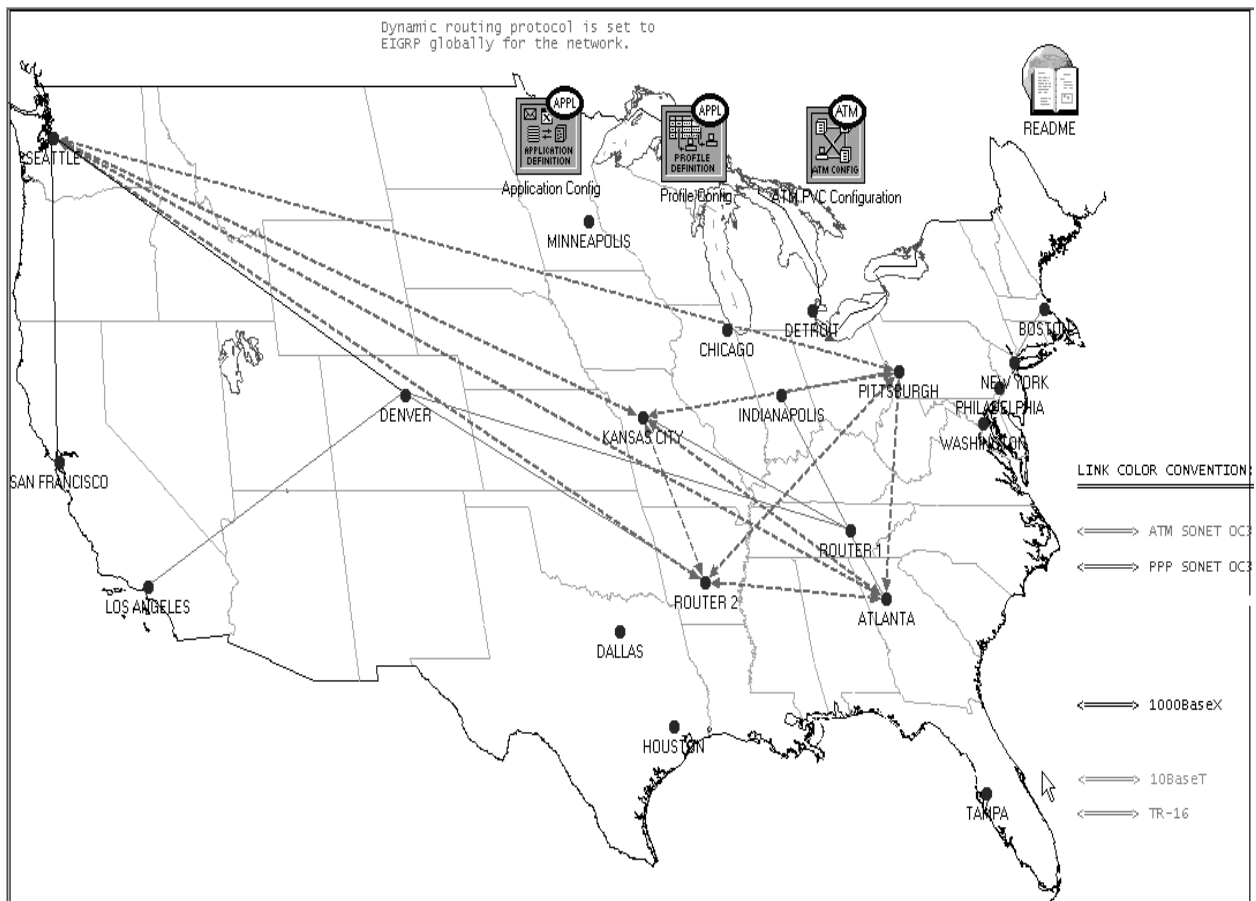 Dynamic routing protocol is set to
EIGRP globally for the network.
APPL
APPLICATION
DEFINITION
Application Config
APPL
PROFILE
DEFINITION
Profile Config
ATM
ATM CONFIG
ATM PVC Configuration
README
SEATTLE
MINNEAPOLIS
CHICAGO
DETROIT
BOSTON
NEW YORK
PITTSBURGH
PHILADELPHIA
WASHINGTON
DENVER
KANSAS CITY
INDIANAPOLIS
SAN FRANCISCO
LOS ANGELES
ROUTER 1
ROUTER 2
ATLANTA
DALLAS
HOUSTON
TAMPA
LINK COLOR CONVENTION:
ATM SONET OC3
PPP SONET OC3
1000BaseX
10BaseT
TR-16